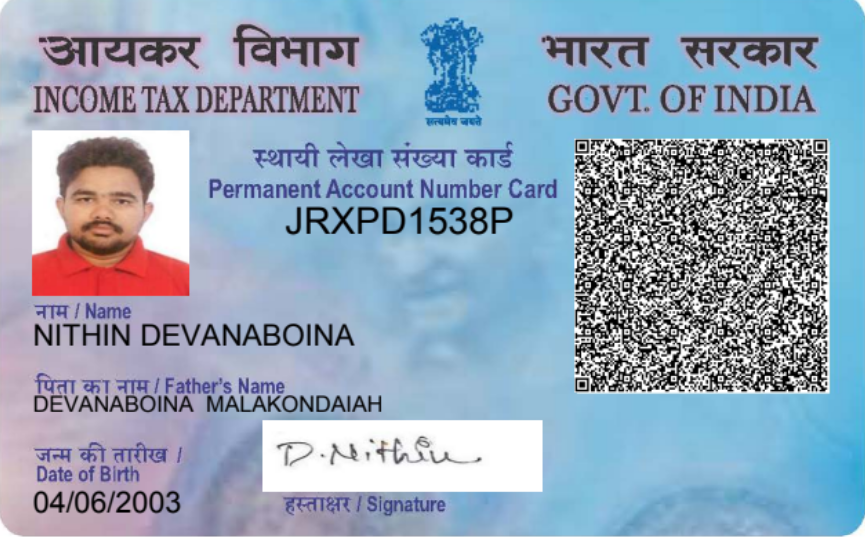 आयकर विभाग
INCOME TAX DEPARTMENT
सत्यमेव जयते
भारत सरकार
GOVT. OF INDIA
स्थायी लेखा संख्या कार्ड
Permanent Account Number Card
JRXPD1538P
नाम / Name
NITHIN DEVANABOINA
पिता का नाम / Father's Name
DEVANABOINA MALAKONDAIAH
जन्म की तारीख /
Date of Birth
04/06/2003
D. Nithin
हस्ताक्षर / Signature